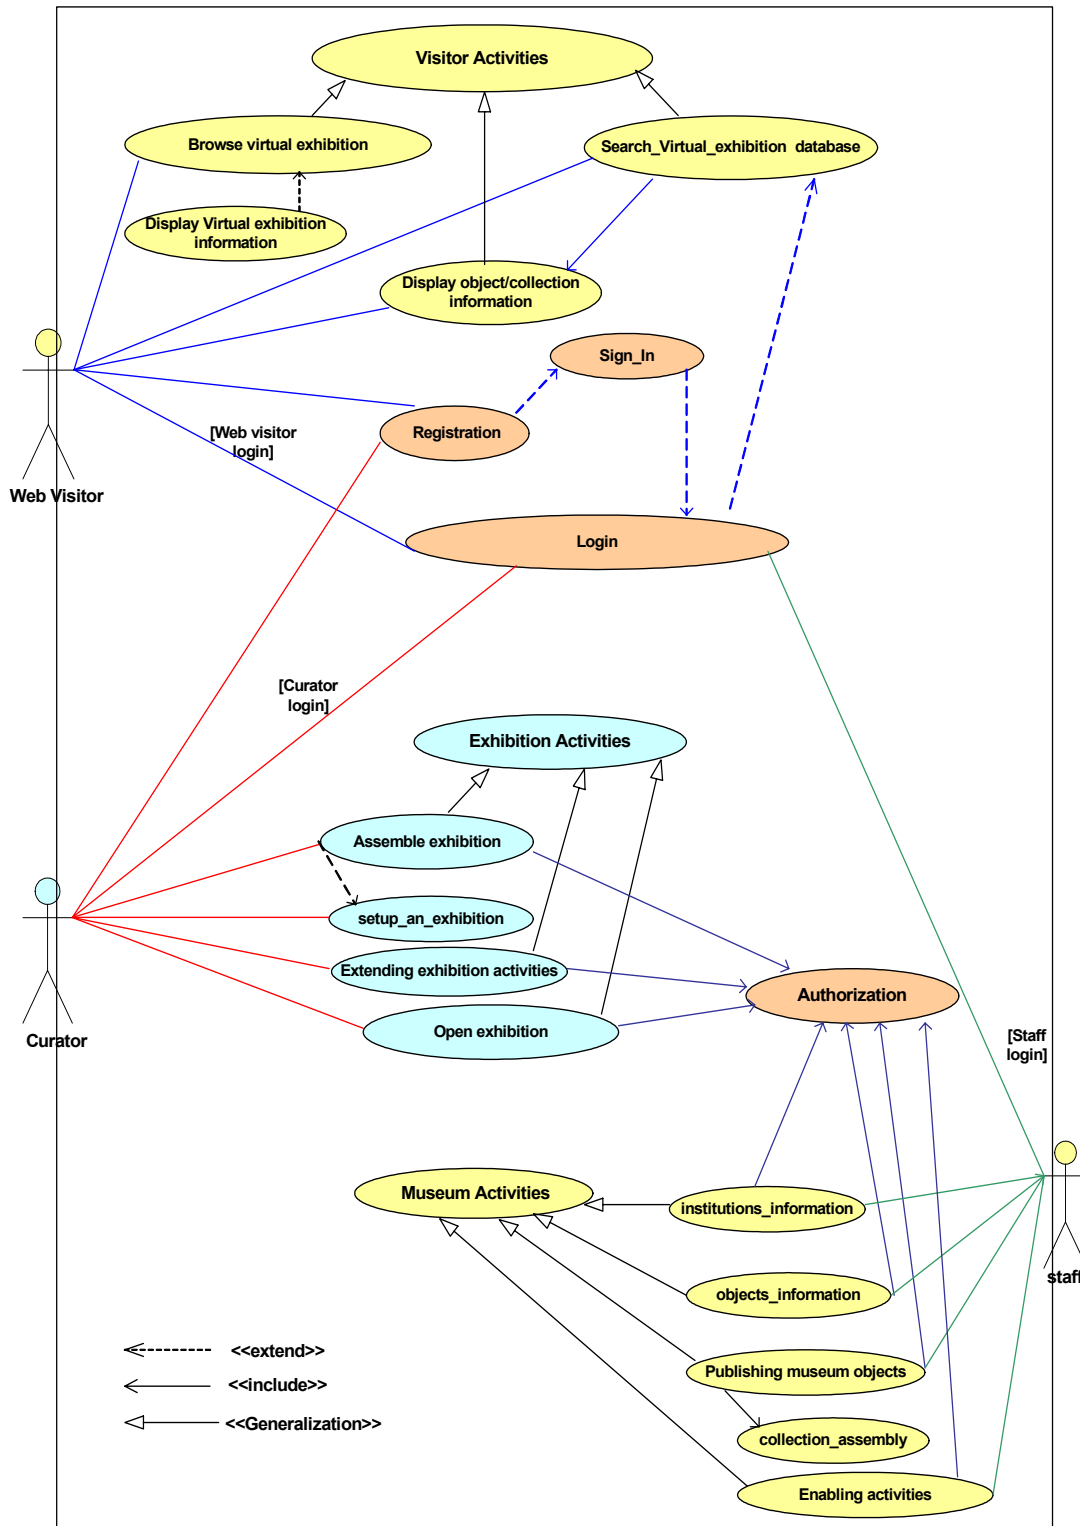 Visitor Activities
Browse virtual exhibition
Search_Virtual_exhibition database
Display Virtual exhibition
information
Display object/collection
information
Sign_In
Registration
[Web visitor
login]
Web Visitor
Login
[Curator
login]
Exhibition Activities
Assemble exhibition
setup_an_exhibition
Extending exhibition activities
Authorization
Open exhibition
Curator
[Staff
login]
Museum Activities
institutions_information
staff
objects_information
<<extend>>
Publishing museum objects
<<include>>
<<Generalization>>
collection_assembly
Enabling activities